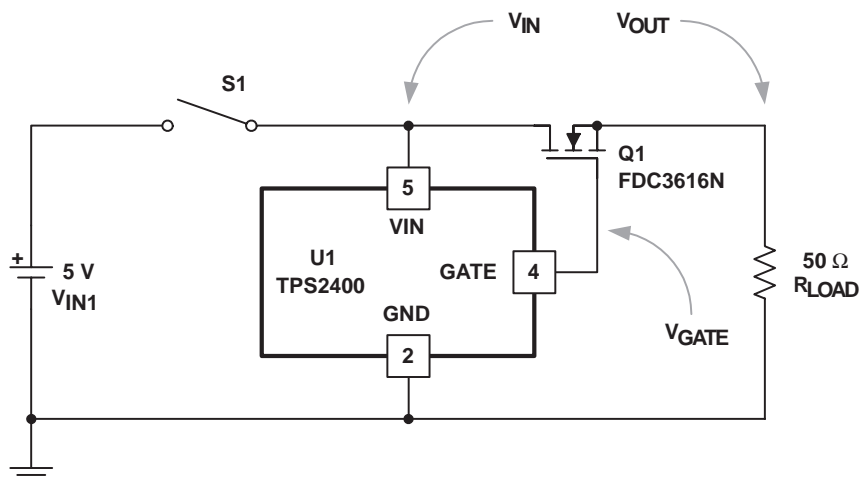 VIN
VOUT
S1
Q1
FDC3616N
5
VIN
U1
TPS2400
GATE
4
+
5 V
VIN1
50 Ω
RLOAD
GND
VGATE
2